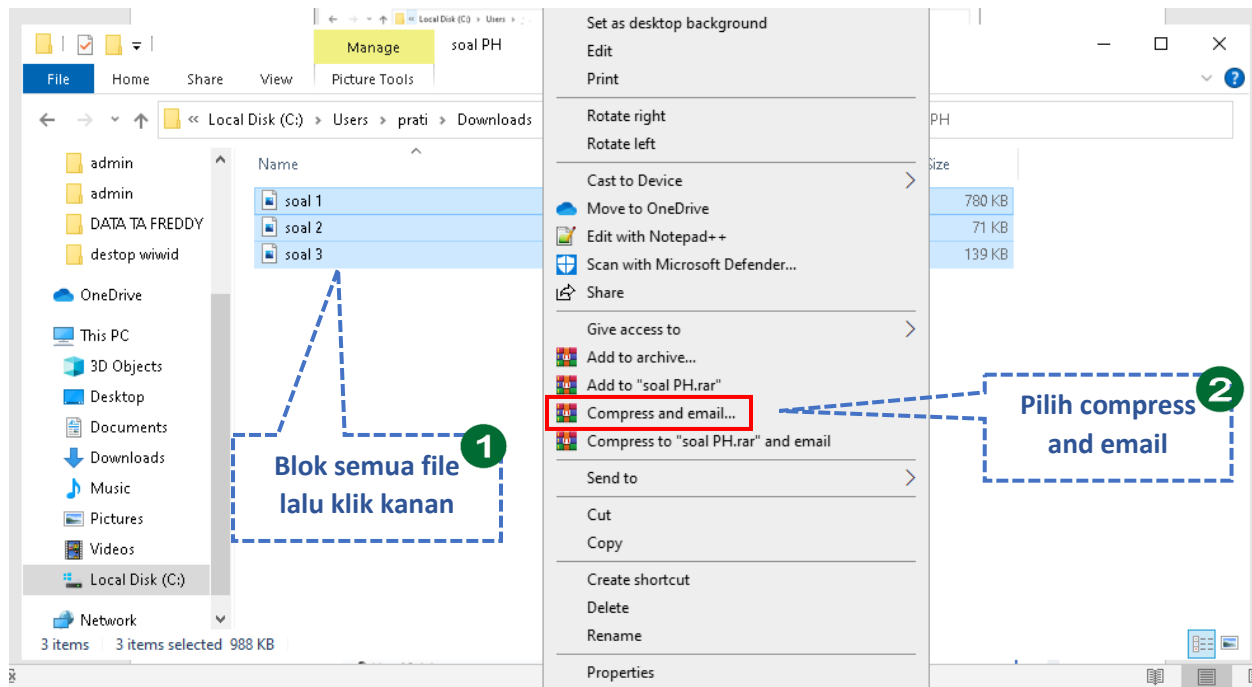 Local Disk (C:) › Users ›
Manage
soal PH
File
Home
Share
View
Picture Tools
« Local Disk (C:) › Users › prati › Downloads
PH
admin
admin
DATA TA FREDDY
destop wiwid
OneDrive
This PC
3D Objects
Desktop
Documents
Downloads
Music
Pictures
Videos
Local Disk (C:)
Network
Name
Size
soal 1
780 KB
soal 2
71 KB
soal 3
139 KB
Set as desktop background
Edit
Print
Rotate right
Rotate left
Cast to Device
Move to OneDrive
Edit with Notepad++
Scan with Microsoft Defender...
Share
Give access to
Add to archive...
Add to "soal PH.rar"
Compress and email...
Compress to "soal PH.rar" and email
Send to
Cut
Copy
Create shortcut
Delete
Rename
Properties
1
Blok semua file
lalu klik kanan
2
Pilih compress
and email
3 items
3 items selected 988 KB